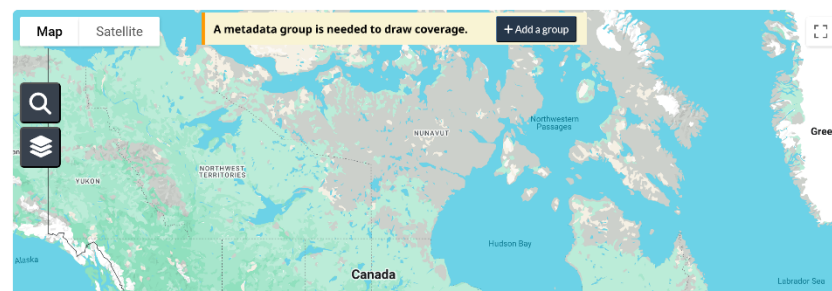 Map
Satellite
A metadata group is needed to draw coverage.
+ Add a group
Northwestern
Passages
NUNAVUT
Gree
NORTHWEST
TERRITORIES
YUKON
Hudson Bay
Alaska
Canada
Labrador Sea